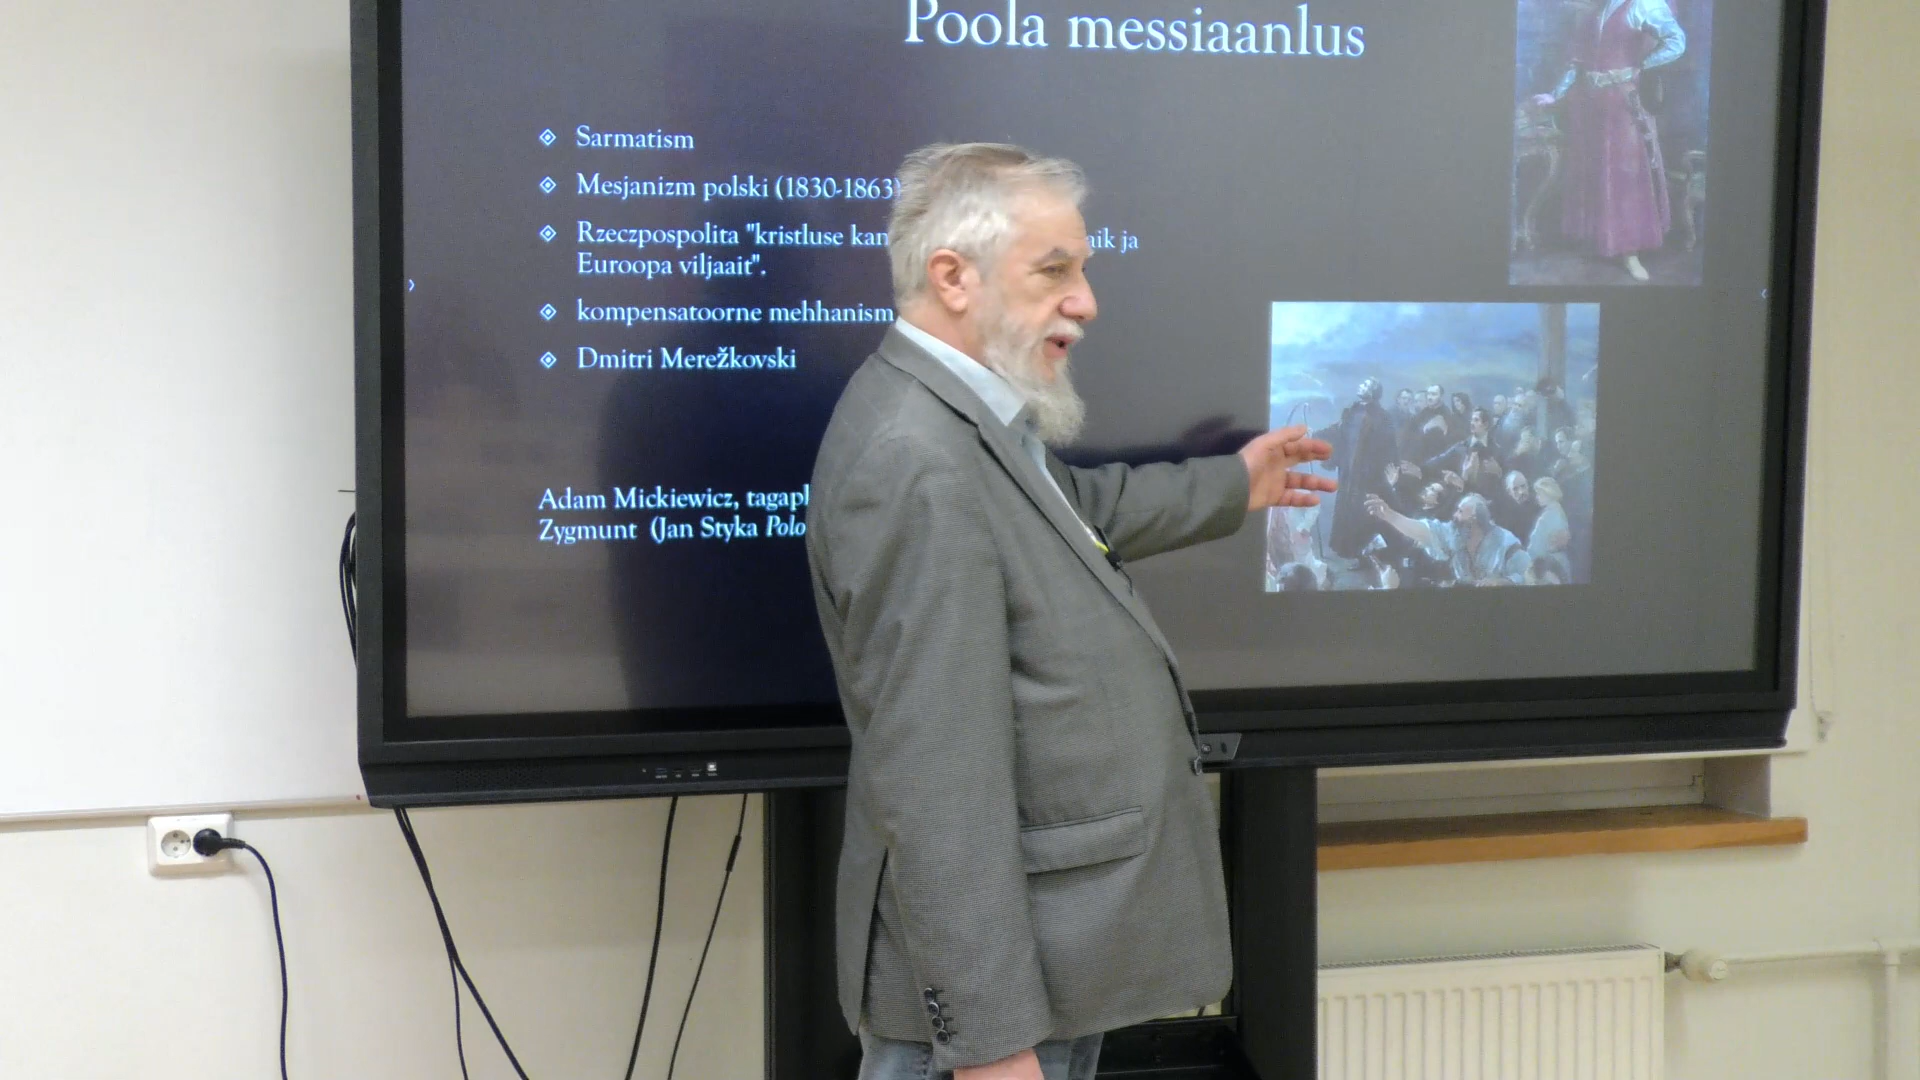 Poola messiaanlus
Sarmatism
Mesjanizm polski (1830-1863)
Rzeczpospolita "kristluse kan aik ja
Euroopa viljaait".
kompensatoorne mehhanism
Dmitri Merežkovski
Adam Mickiewicz, tagapl
Zygmunt (Jan Styka Polo